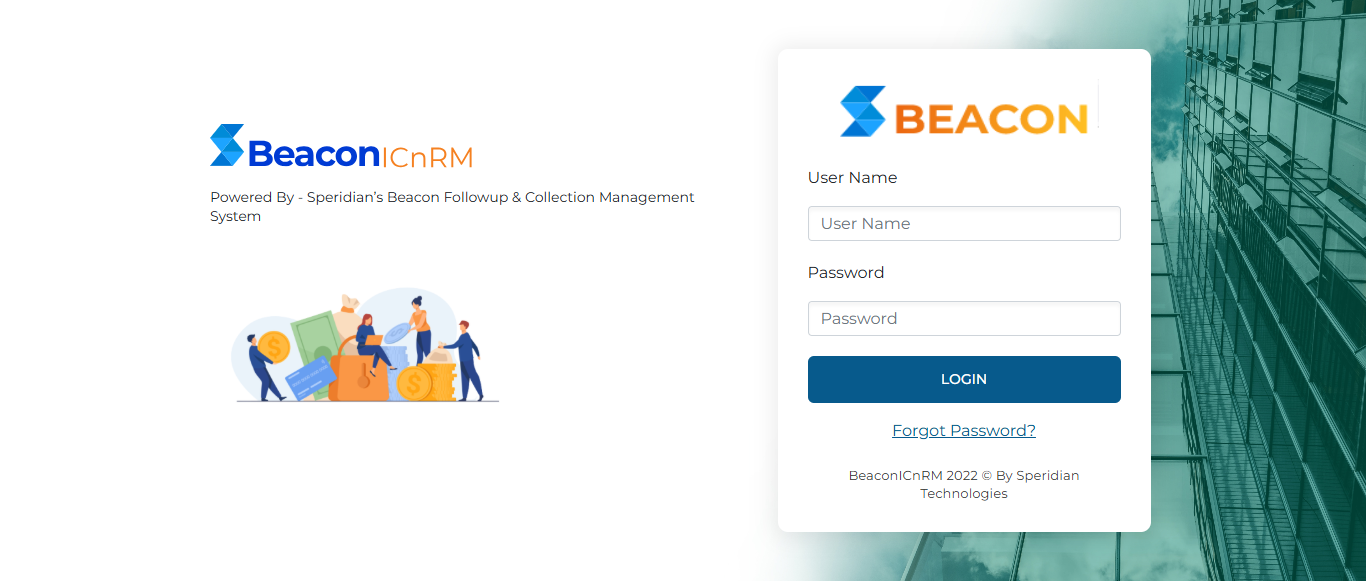 BeaconICnRM
Powered By - Speridian’s Beacon Followup & Collection Management
System
BEACON
User Name
User Name
Password
Password
LOGIN
Forgot Password?
BeaconICnRM 2022 © By Speridian
Technologies